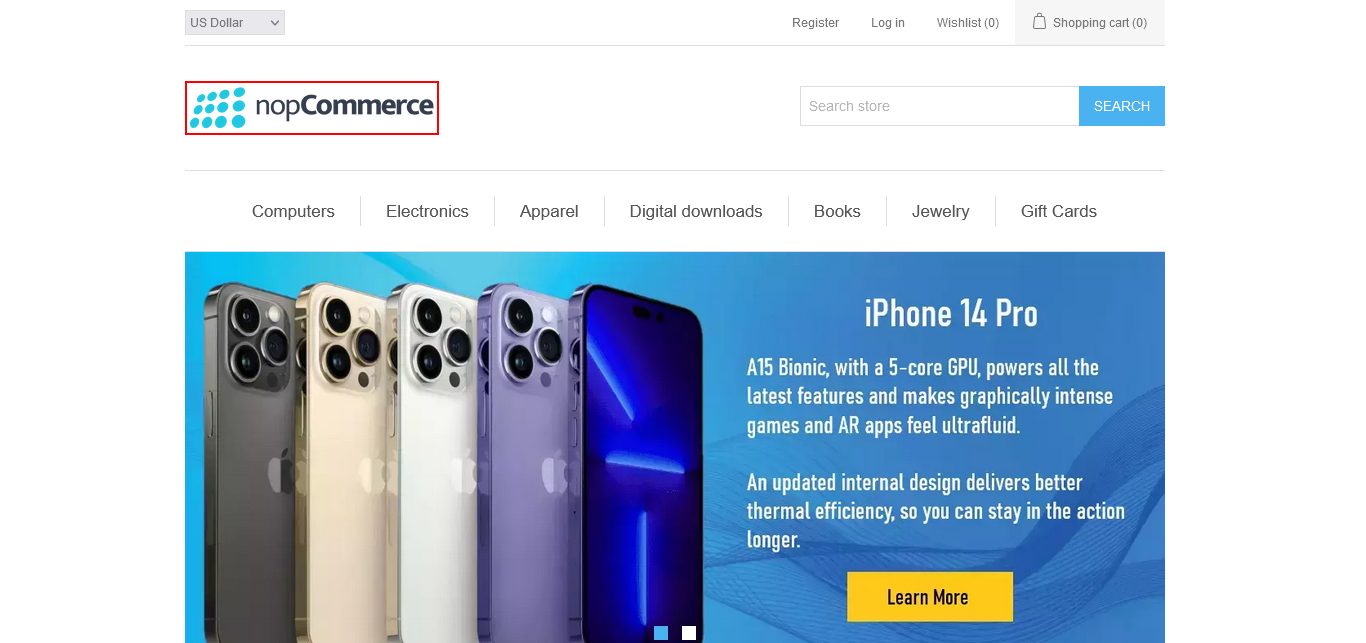 US Dollar
Register
Log in
Wishlist (0)
Shopping cart (0)
nopCommerce
Search store
SEARCH
Computers
Electronics
Apparel
Digital downloads
Books
Jewelry
Gift Cards
iPhone 14 Pro
A15 Bionic, with a 5-core GPU, powers all the
latest features and makes graphically intense
games and AR apps feel ultrafluid.
An updated internal design delivers better
thermal efficiency, so you can stay in the action
longer.
Learn More